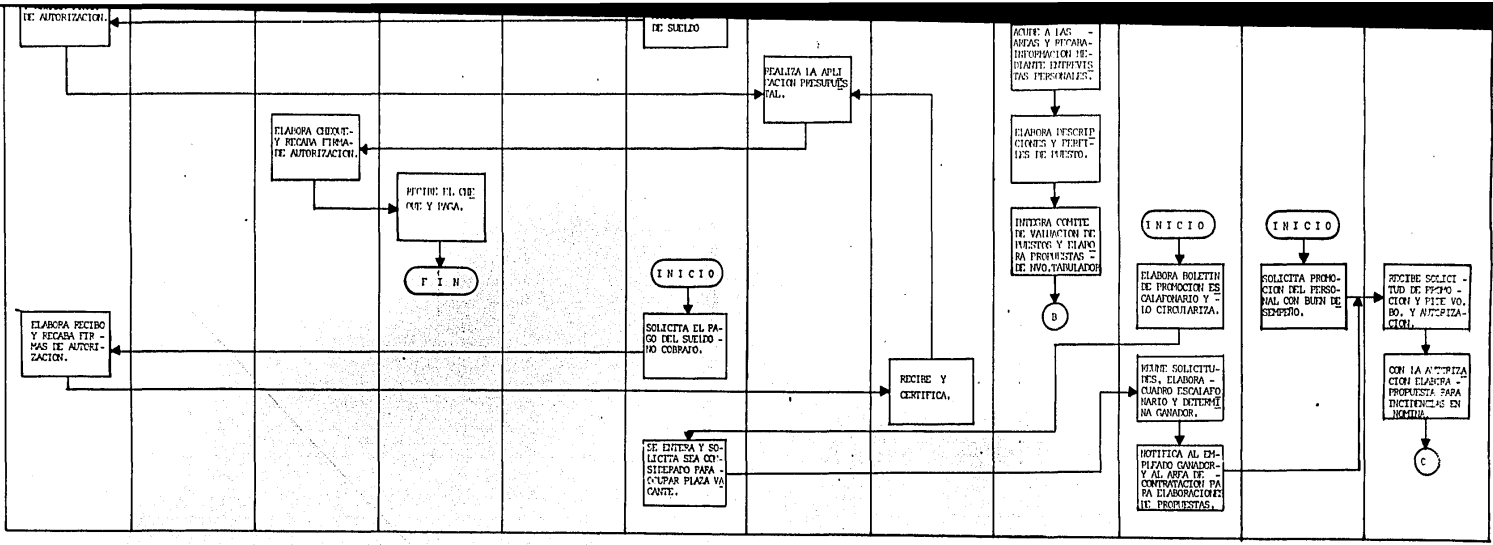 DE AUTORIZACION.
DE SUELDO
ACUDE A LAS -
AREAS Y RECABA-
INFORMACION ME-
DIANTE ENTREVIS
TAS PERSONALES.
REALIZA LA APLI
CACION PRESUPUES
TAL.
ELABORA CHEQUE-
Y RECABA FIRMA-
DE AUTORIZACION.
ELABORA DESCRIP
CIONES Y PERFI-
LES DE PUESTO.
RECIBE EL CHE
QUE Y PAGA.
INTEGRA COMITE
DE VALUACION DE
PUESTOS Y ELABO
RA PROPUESTAS -
DE NVO.TABULADOR
INICIO
INICIO
FIN
INICIO
ELABORA BOLETIN
DE PROMOCION ES
CALAFONARIO Y -
LO CIRCULARIZA.
SOLICITA PROMO-
CION DEL PERSO-
NAL CON BUEN DE
SEMPEÑO.
RECIBE SOLICI -
TUD DE PROMO -
CION Y PIDE VO.
BO. Y AUTORIZA-
CION.
B
ELABORA RECIBO
Y RECABA FIR -
MAS DE AUTORI-
ZACION.
SOLICITA EL PA-
GO DEL SUELDO -
NO COBRADO.
RECIBE Y
CERTIFICA.
REUNE SOLICITU-
DES, ELABORA -
CUADRO ESCALAFO
NARIO Y DETERMI
NA GANADOR.
CON LA AUTORIZA
CION ELABORA -
PROPUESTA PARA
INCIDENCIAS EN
NOMINA.
SE ENTERA Y SO-
LICITA SEA CON-
SIDERADO PARA -
OCUPAR PLAZA VA
CANTE.
NOTIFICA AL EM-
PLEADO GANADOR-
Y AL AREA DE -
CONTRATACION PA
RA ELABORACIONE
DE PROPUESTAS.
C